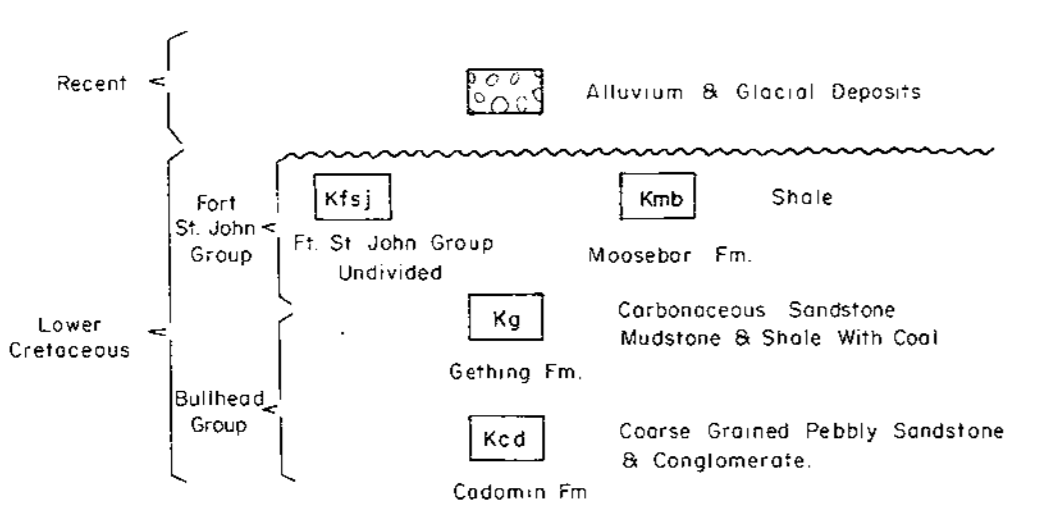 Recent
Alluvium & Glacial Deposits
Fort
St. John
Group
Kfsj
Ft. St John Group
Undivided
Kmb
Shale
Moosebar Fm.
Lower
Cretaceous
Kg
Carbonaceous Sandstone
Mudstone & Shale With Coal
Gething Fm.
Bullhead
Group
Kcd
Coarse Grained Pebbly Sandstone
& Conglomerate.
Cadomin Fm